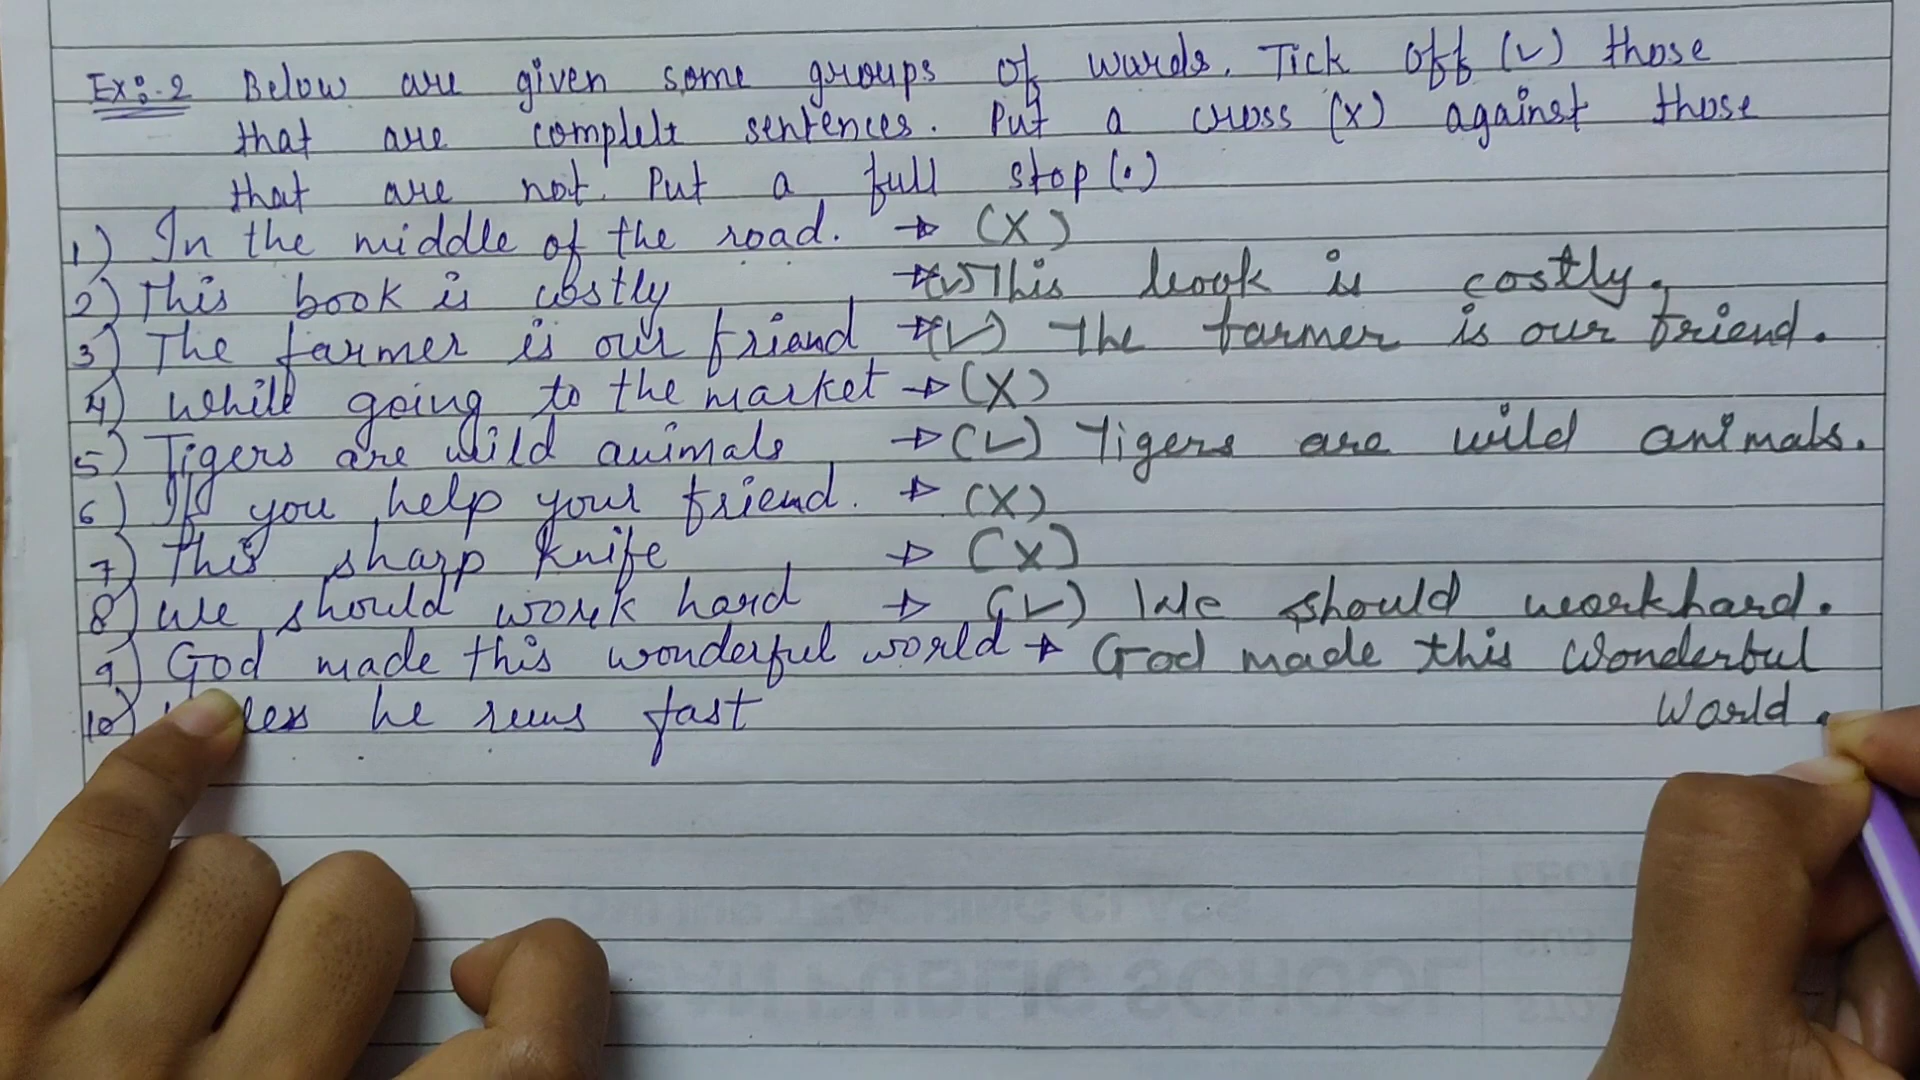 Ex:-2 Below are given some groups of words. Tick off (✓) those
that are complete sentences. Put a cross (x) against those
that are not. Put a full stop (.)
1) In the middle of the road. → (X)
2) This book is costly → (✓) This book is costly.
3) The farmer is our friend → (✓) The farmer is our friend.
4) While going to the market → (X)
5) Tigers are wild animals → (✓) Tigers are wild animals.
6) If you help your friend. → (X)
7) This sharp knife → (X)
8) We should work hard → (✓) We should work hard.
9) God made this wonderful world → God made this wonderful
world.
10) he runs fast